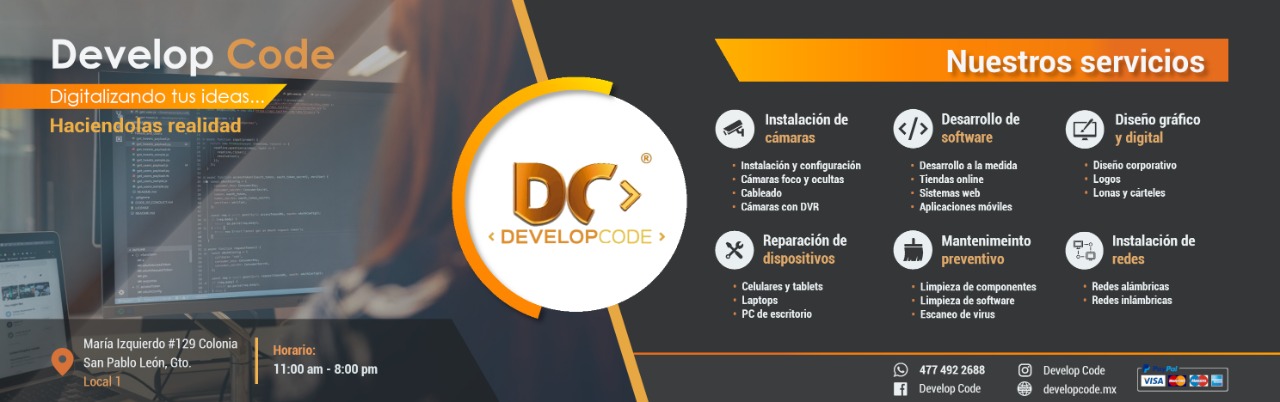 Develop Code
Digitalizando tus ideas...
Haciendolas realidad
María Izquierdo #129 Colonia
San Pablo León, Gto.
Local 1
Horario:
11:00 am - 8:00 pm
DC
®
‹ DEVELOPCODE ›
Nuestros servicios
Instalación de
cámaras
• Instalación y configuración
• Cámaras foco y ocultas
• Cableado
• Cámaras con DVR
</>
Desarrollo de
software
• Desarrollo a la medida
• Tiendas online
• Sistemas web
• Aplicaciones móviles
Diseño gráfico
y digital
• Diseño corporativo
• Logos
• Lonas y cárteles
Reparación de
dispositivos
• Celulares y tablets
• Laptops
• PC de escritorio
Mantenimeinto
preventivo
• Limpieza de componentes
• Limpieza de software
• Escaneo de virus
Instalación de
redes
• Redes alámbricas
• Redes inlámbricas
477 492 2688
Develop Code
Develop Code
developcode.mx
PayPal
VISA